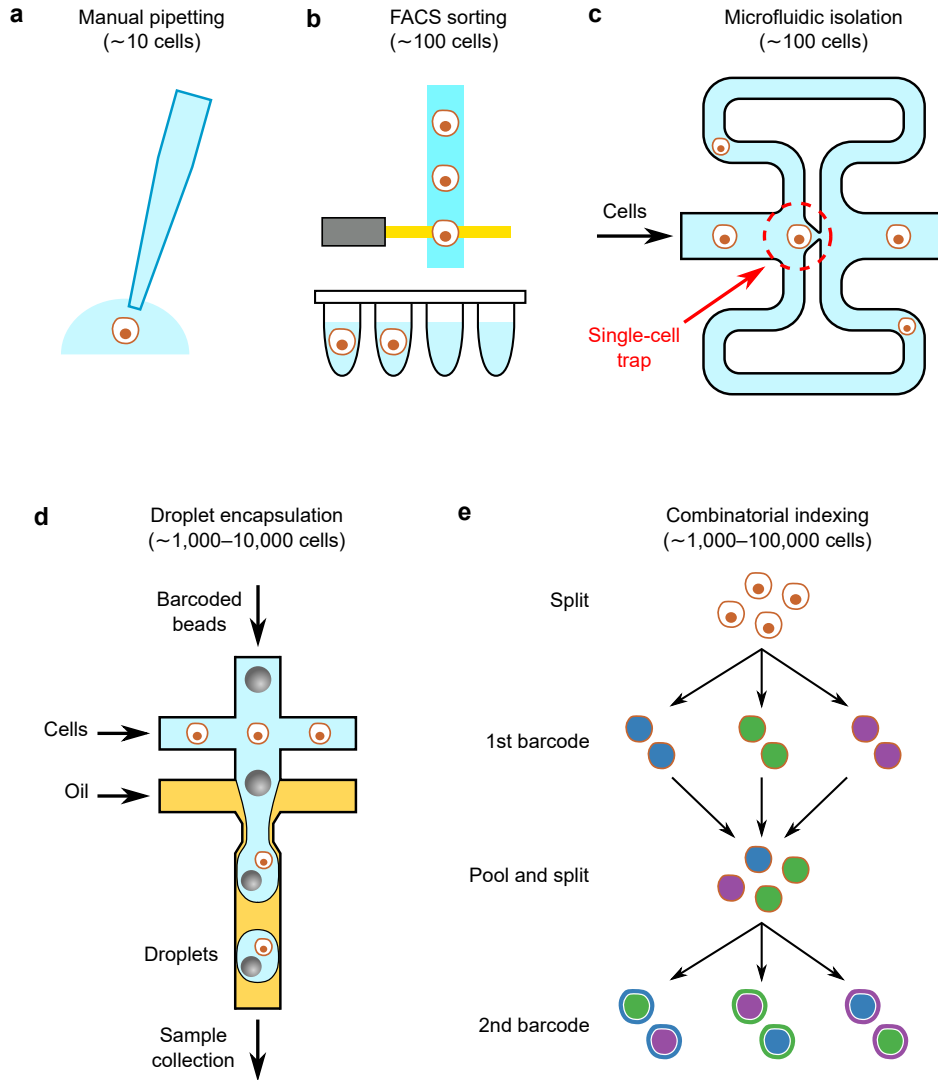 a
Manual pipetting
(∼10 cells)
b
FACS sorting
(∼100 cells)
Microfluidic isolation
(∼100 cells)
c
Cells
Single-cell
trap
d
Droplet encapsulation
(∼1,000–10,000 cells)
Barcoded
beads
Cells
Oil
Droplets
Sample
collection
e
Combinatorial indexing
(∼1,000–100,000 cells)
Split
1st barcode
Pool and split
2nd barcode